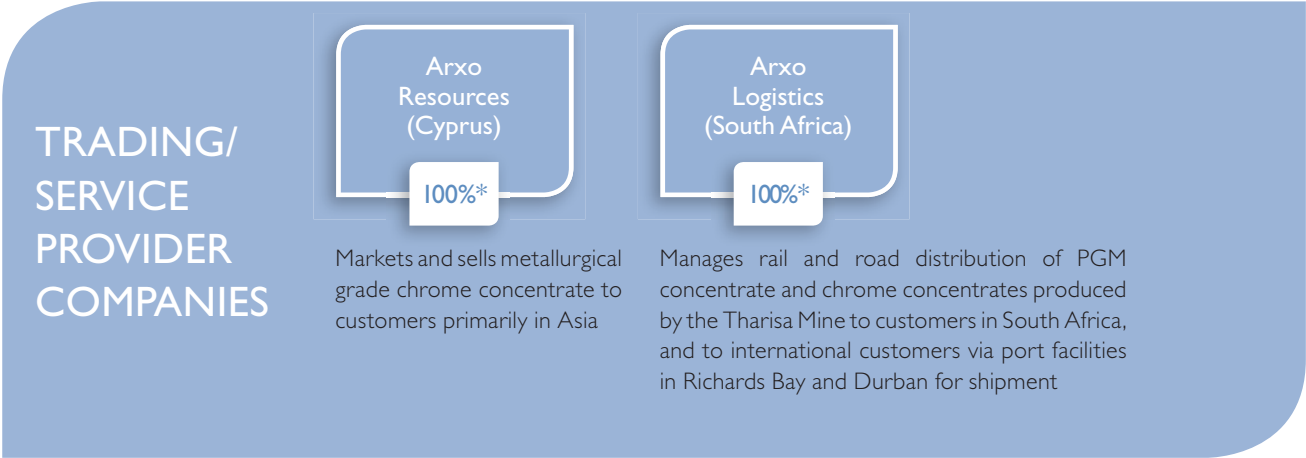 TRADING/
SERVICE
PROVIDER
COMPANIES
Arxo
Resources
(Cyprus)
100%*
Markets and sells metallurgical
grade chrome concentrate to
customers primarily in Asia
Arxo
Logistics
(South Africa)
100%*
Manages rail and road distribution of PGM
concentrate and chrome concentrates produced
by the Tharisa Mine to customers in South Africa,
and to international customers via port facilities
in Richards Bay and Durban for shipment